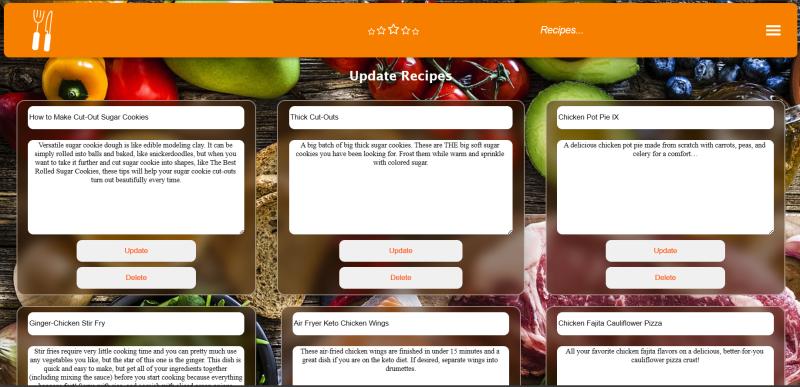 Recipes...
Update Recipes
How to Make Cut-Out Sugar Cookies
Versatile sugar cookie dough is like edible modeling clay. It can be
simply rolled into balls and baked, like snickerdoodles, but when you
want to take it further and cut sugar cookie into shapes, like The Best
Rolled Sugar Cookies, these tips will help your sugar cookie cut-outs
turn out beautifully every time.
Update
Delete
Thick Cut-Outs
A big batch of big thick sugar cookies. These are THE big soft sugar
cookies you have been looking for. Frost them while warm and sprinkle
with colored sugar.
Update
Delete
Chicken Pot Pie IX
A delicious chicken pot pie made from scratch with carrots, peas, and
celery for a comfort…
Update
Delete
Ginger-Chicken Stir Fry
Stir fries require very little cooking time and you can pretty much use
any vegetables you like, but the star of this one is the ginger. This dish is
quick and easy to make, but get all of your ingredients together
(including mixing the sauce) before you start cooking because everything
Air Fryer Keto Chicken Wings
These air-fried chicken wings are finished in under 15 minutes and a
great dish if you are on the keto diet. If desired, separate wings into
drumettes.
Chicken Fajita Cauliflower Pizza
All your favorite chicken fajita flavors on a delicious, better-for-you
cauliflower pizza crust!